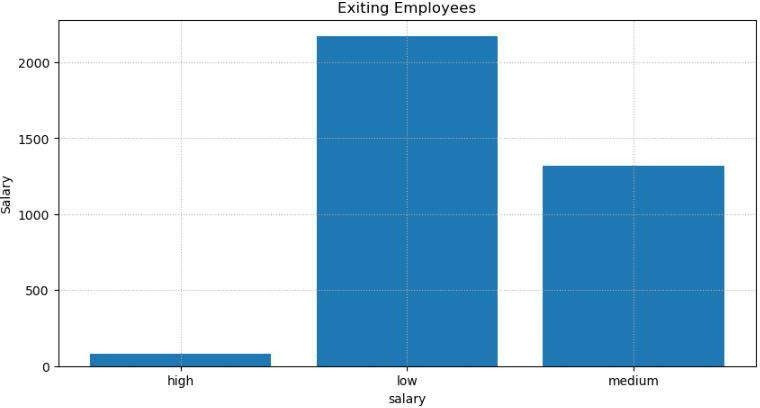 Exiting Employees
2000
1500
1000
500
0
Salary
high low medium
salary